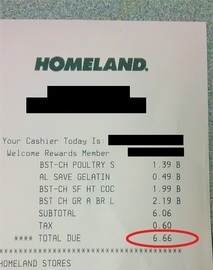 HOMELAND.
Your Cashier Today Is:
Welcome Rewards Member
BST-CH POULTRY S 1.39 B
AL SAVE GELATIN 0.49 B
BST-CH SF HT COC 1.99 B
BST CH GR A BR L 2.19 B
SUBTOTAL 6.06
TAX 0.60
**** TOTAL DUE 6.66
HOMELAND STORES